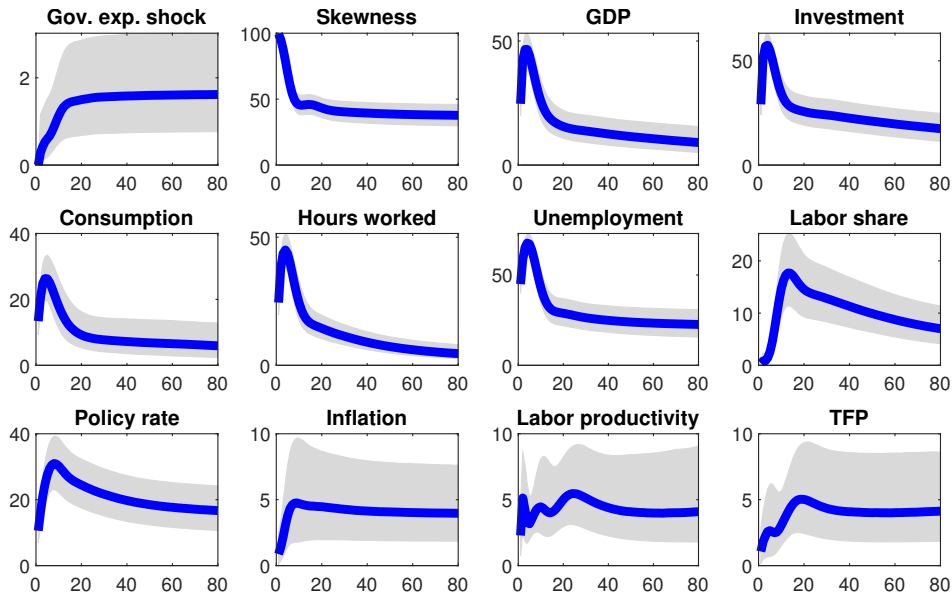 Gov. exp. shock Skewness GDP Investment
2 100 50 50
50
0 0 0 0
0 20 40 60 80 0 20 40 60 80 0 20 40 60 80 0 20 40 60 80
Consumption Hours worked Unemployment Labor share
40 50 50 20
20 10
0 0 0 0
0 20 40 60 80 0 20 40 60 80 0 20 40 60 80 0 20 40 60 80
Policy rate Inflation Labor productivity TFP
40 10 10 10
20 5 5 5
0 0 0 0
0 20 40 60 80 0 20 40 60 80 0 20 40 60 80 0 20 40 60 80